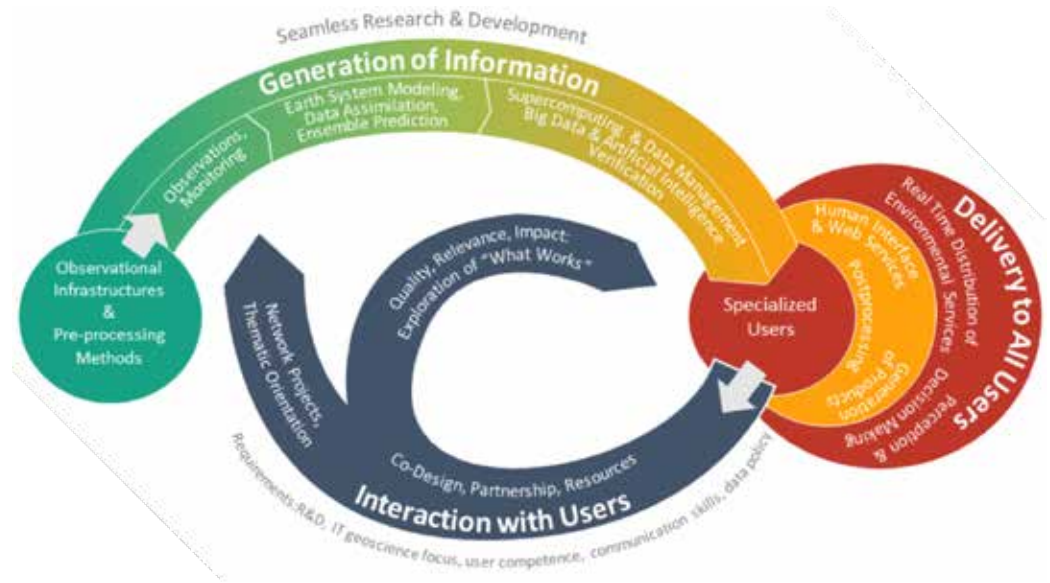 Seamless Research & Development
Generation of Information
Observations,
Monitoring
Earth System Modeling,
Data Assimilation,
Ensemble Prediction
Supercomputing & Data Management
Big Data & Artificial Intelligence
Verification
Observational
Infrastructures
&
Pre-processing
Methods
Specialized
Users
Human Interface
& Web Services
Postprocessing
Generation
of Products
Real Time Distribution of
Environmental Services
Perception &
Decision Making
Delivery to All Users
Quality, Relevance, Impact:
Exploration of "What Works"
Network Projects,
Thematic Orientation
Co-Design, Partnership, Resources
Interaction with Users
Requirements:R&D, IT geoscience focus, user competence, communication skills, data policy